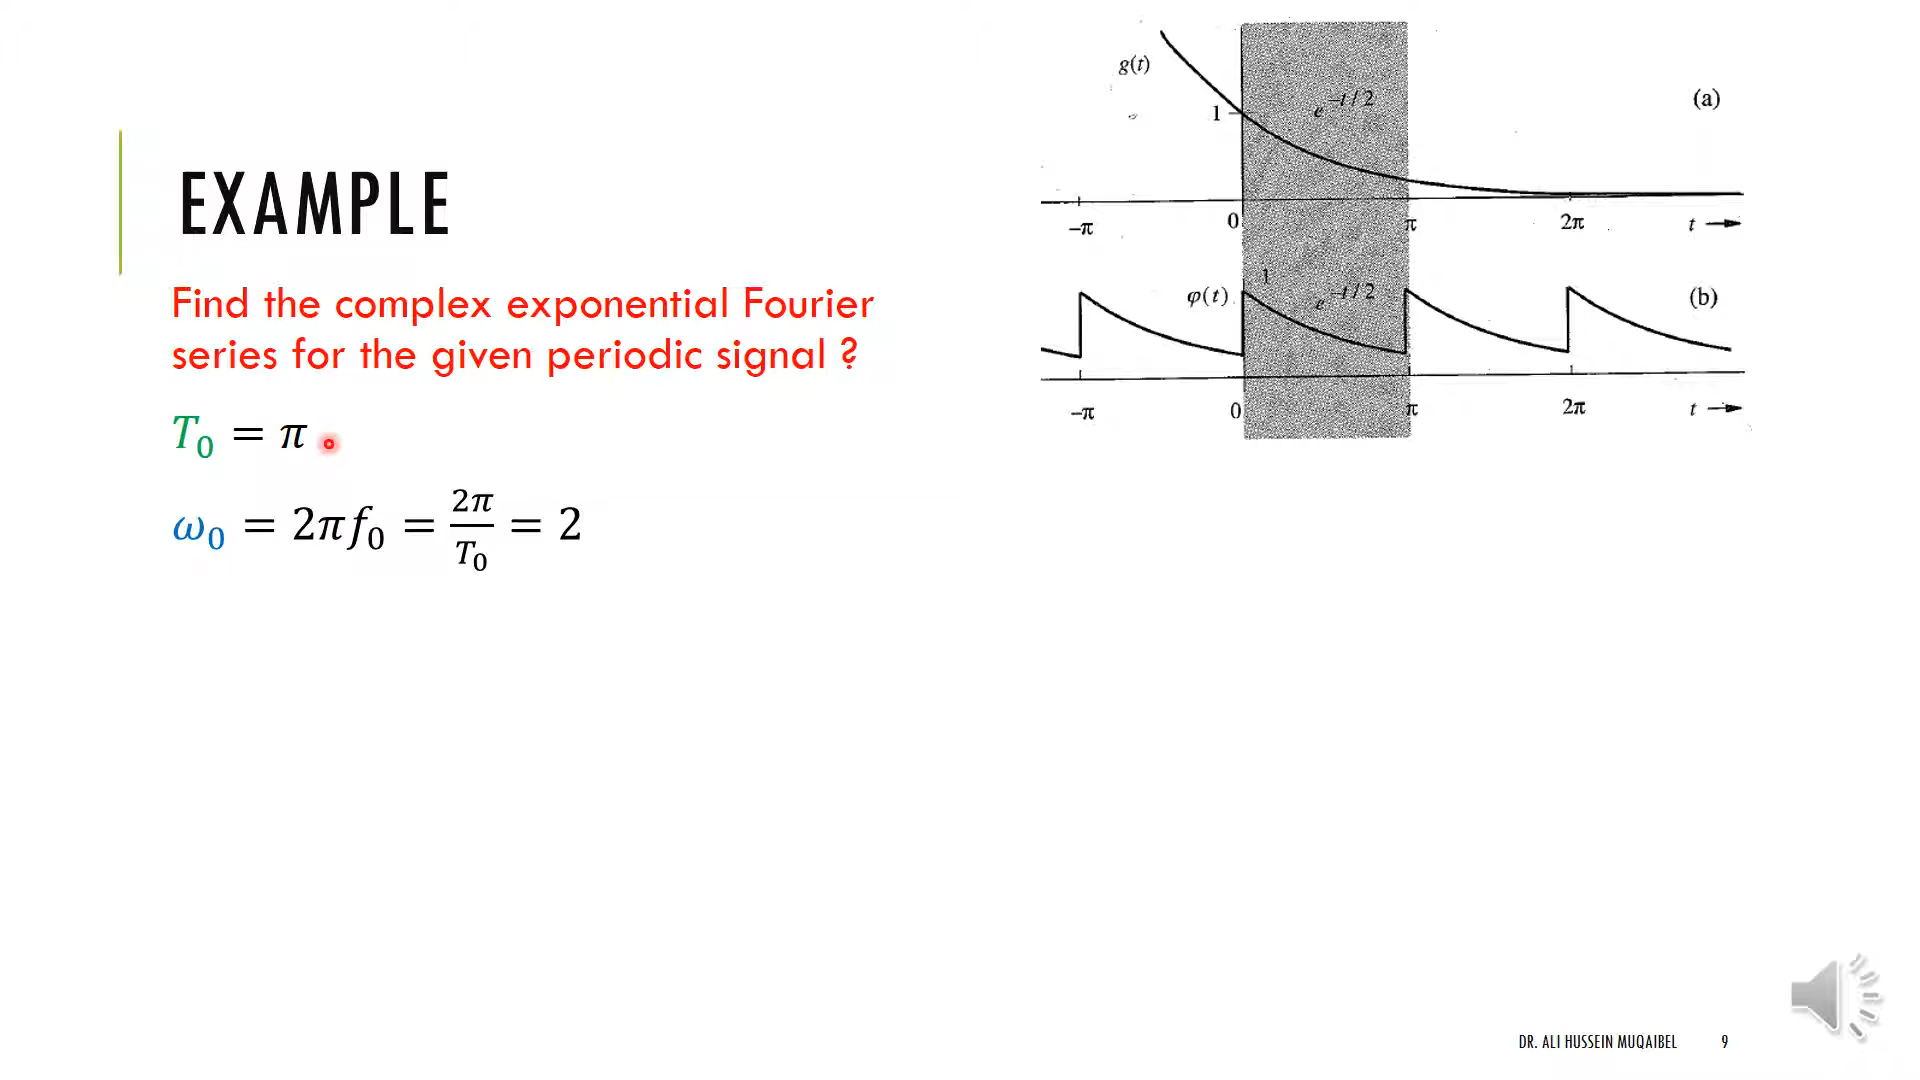 EXAMPLE
Find the complex exponential Fourier
series for the given periodic signal ?
T₀ = π
ω₀ = 2πf₀ = 2π/T₀ = 2
g(t)
1
e^(–t/2)
(a)
–π 0 π 2π t →
φ(t)
1
e^(–t/2)
(b)
–π 0 π 2π t →
DR. ALI HUSSEIN MUQAIBEL 9